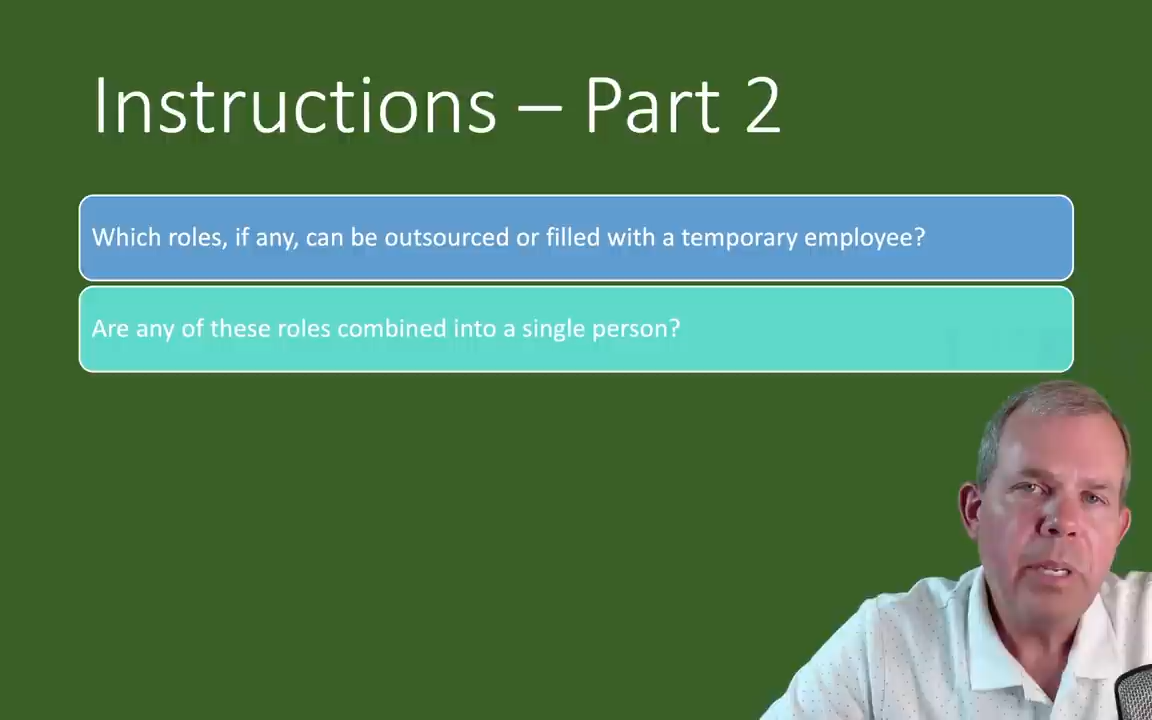 Instructions – Part 2
Which roles, if any, can be outsourced or filled with a temporary employee?
Are any of these roles combined into a single person?